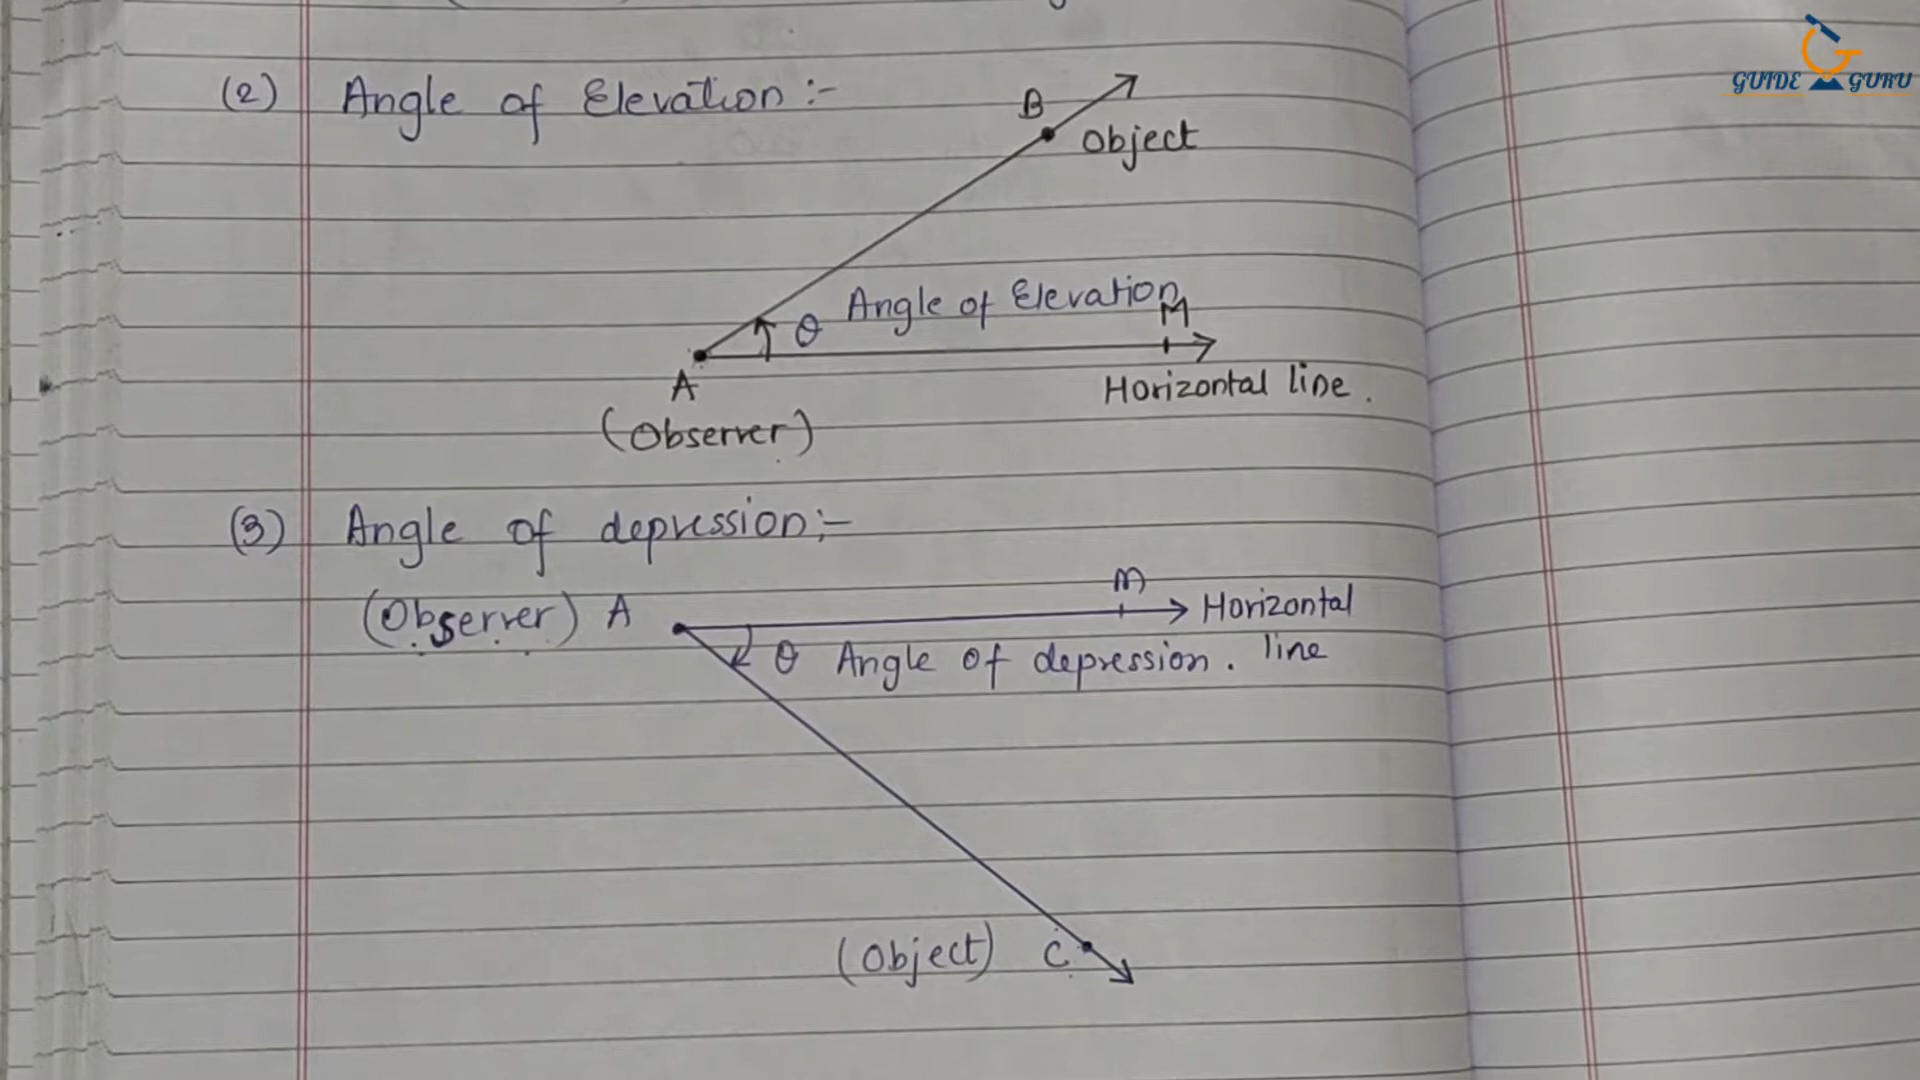 GUIDE GURU
(2) Angle of Elevation :-
B
Object
θ Angle of Elevation
M
A
Horizontal line .
(Observer)
(3) Angle of depression :-
M
(Observer) A
Horizontal
line
θ Angle of depression .
(Object) C